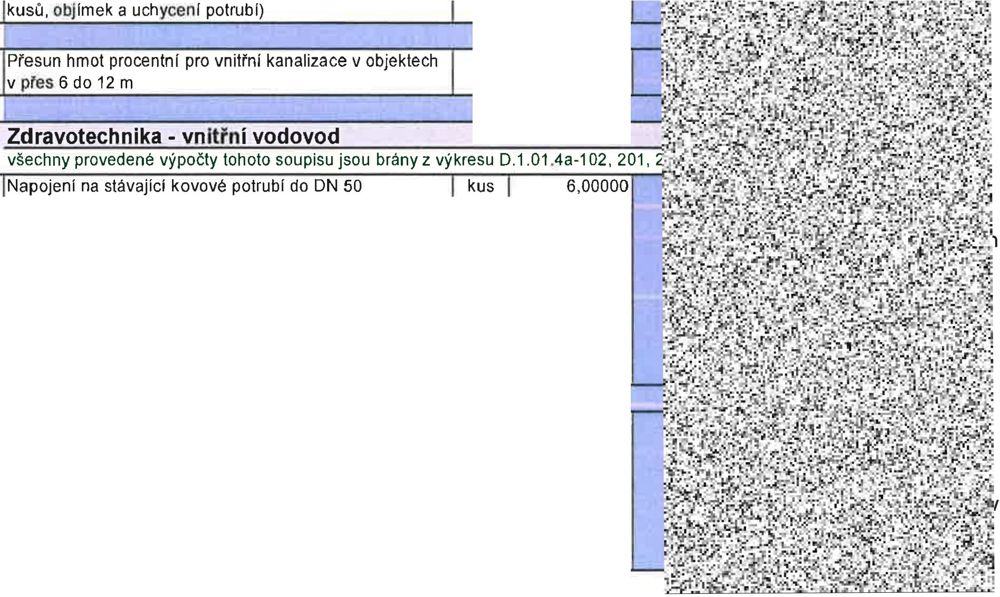 kusů, objímek a uchycení potrubí)
Přesun hmot procentní pro vnitřní kanalizace v objektech
v přes 6 do 12 m
Zdravotechnika - vnitřní vodovod
všechny provedené výpočty tohoto soupisu jsou brány z výkresu D.1.01.4a-102, 201, 2
Napojení na stávající kovové potrubí do DN 50 kus 6,00000